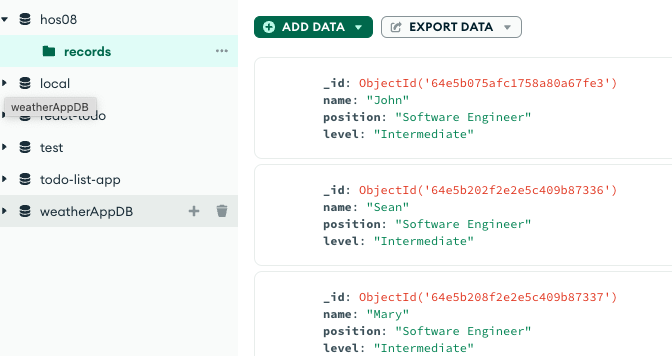 hos08
records
local
weatherAppDB
react-todo
test
todo-list-app
weatherAppDB
ADD DATA
EXPORT DATA
_id: ObjectId('64e5b075afc1758a80a67fe3')
name: "John"
position: "Software Engineer"
level: "Intermediate"
_id: ObjectId('64e5b202f2e2e5c409b87336')
name: "Sean"
position: "Software Engineer"
level: "Intermediate"
_id: ObjectId('64e5b208f2e2e5c409b87337')
name: "Mary"
position: "Software Engineer"
level: "Intermediate"